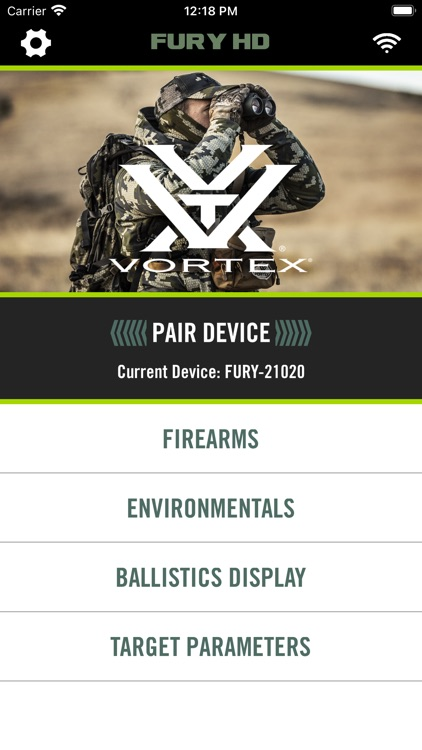 Carrier 12:18 PM
FURY HD
VORTEX®
PAIR DEVICE
Current Device: FURY-21020
FIREARMS
ENVIRONMENTALS
BALLISTICS DISPLAY
TARGET PARAMETERS